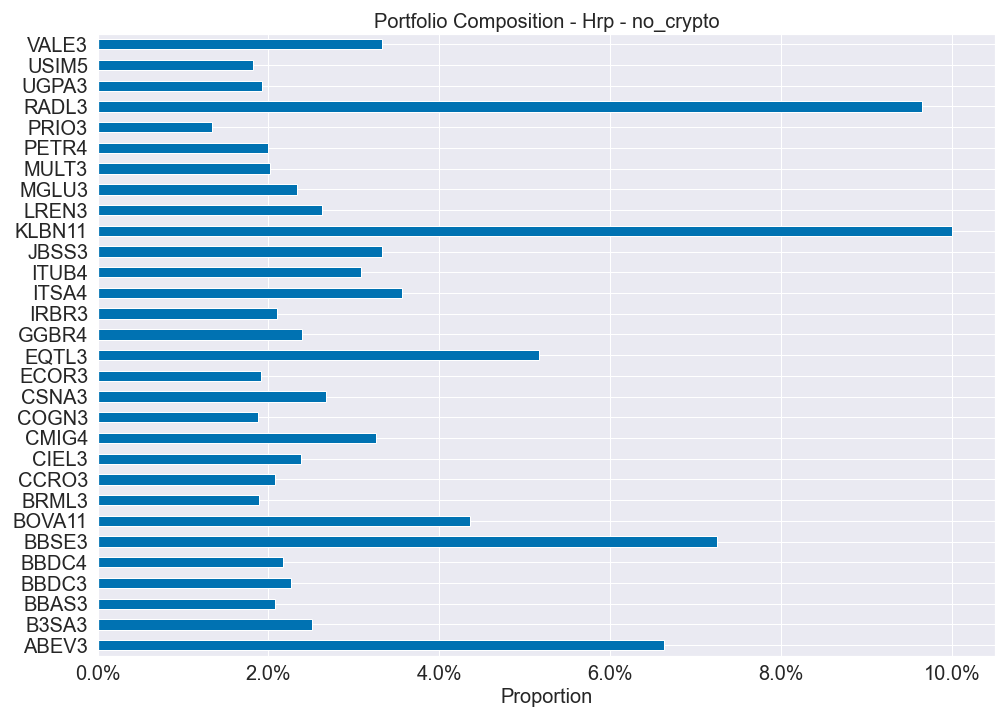 Portfolio Composition - Hrp - no_crypto
VALE3
USIM5
UGPA3
RADL3
PRIO3
PETR4
MULT3
MGLU3
LREN3
KLBN11
JBSS3
ITUB4
ITSA4
IRBR3
GGBR4
EQTL3
ECOR3
CSNA3
COGN3
CMIG4
CIEL3
CCRO3
BRML3
BOVA11
BBSE3
BBDC4
BBDC3
BBAS3
B3SA3
ABEV3
0.0% 2.0% 4.0% 6.0% 8.0% 10.0%
Proportion